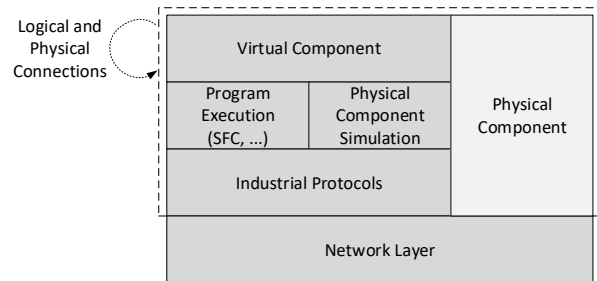 Logical and
Physical
Connections
Virtual Component
Program
Execution
(SFC, ...)
Physical
Component
Simulation
Physical
Component
Industrial Protocols
Network Layer